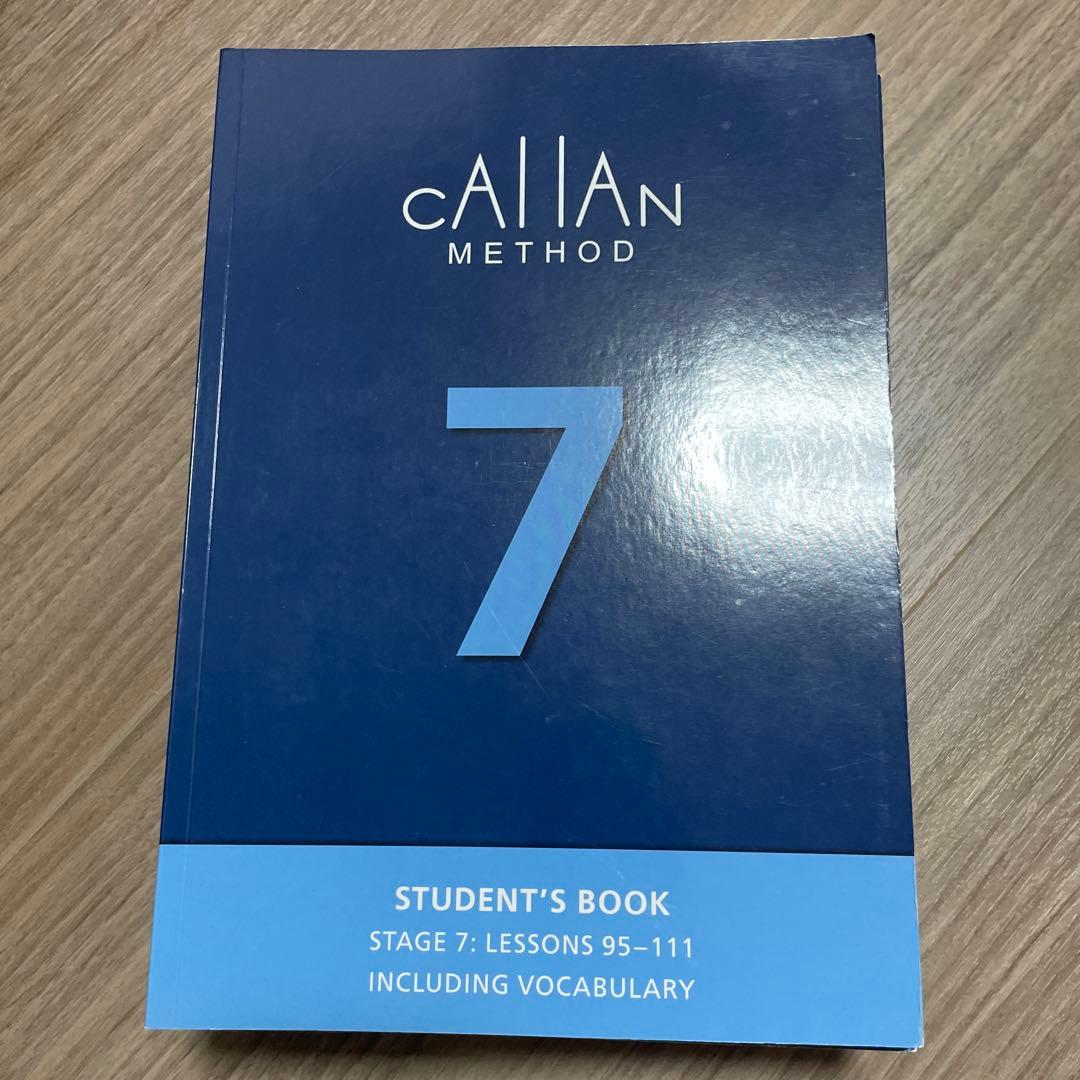 CALLAN
METHOD
7
STUDENT'S BOOK
STAGE 7: LESSONS 95–111
INCLUDING VOCABULARY